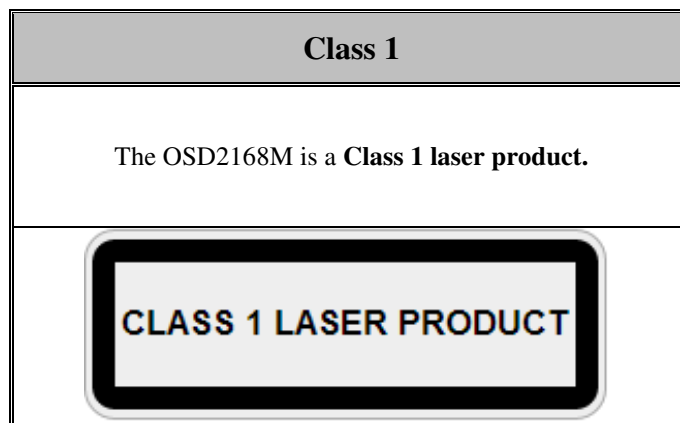 Class 1
The OSD2168M is a Class 1 laser product.
CLASS 1 LASER PRODUCT